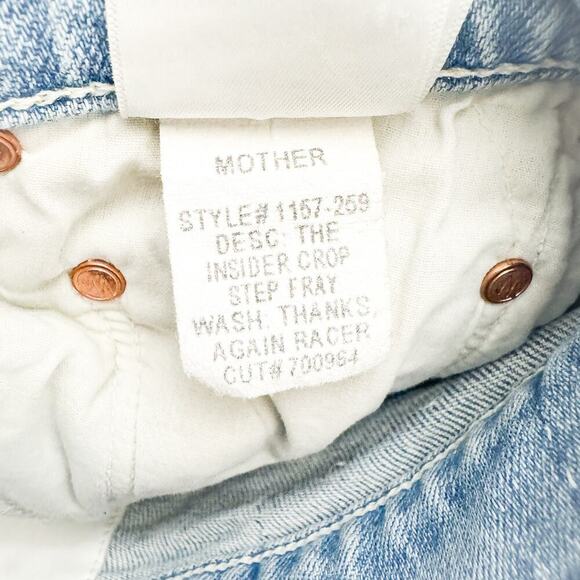 MOTHER
STYLE# 1157-259
DESC: THE
INSIDER CROP
STEP FRAY
WASH: THANKS,
AGAIN RACER
CUT# 700964